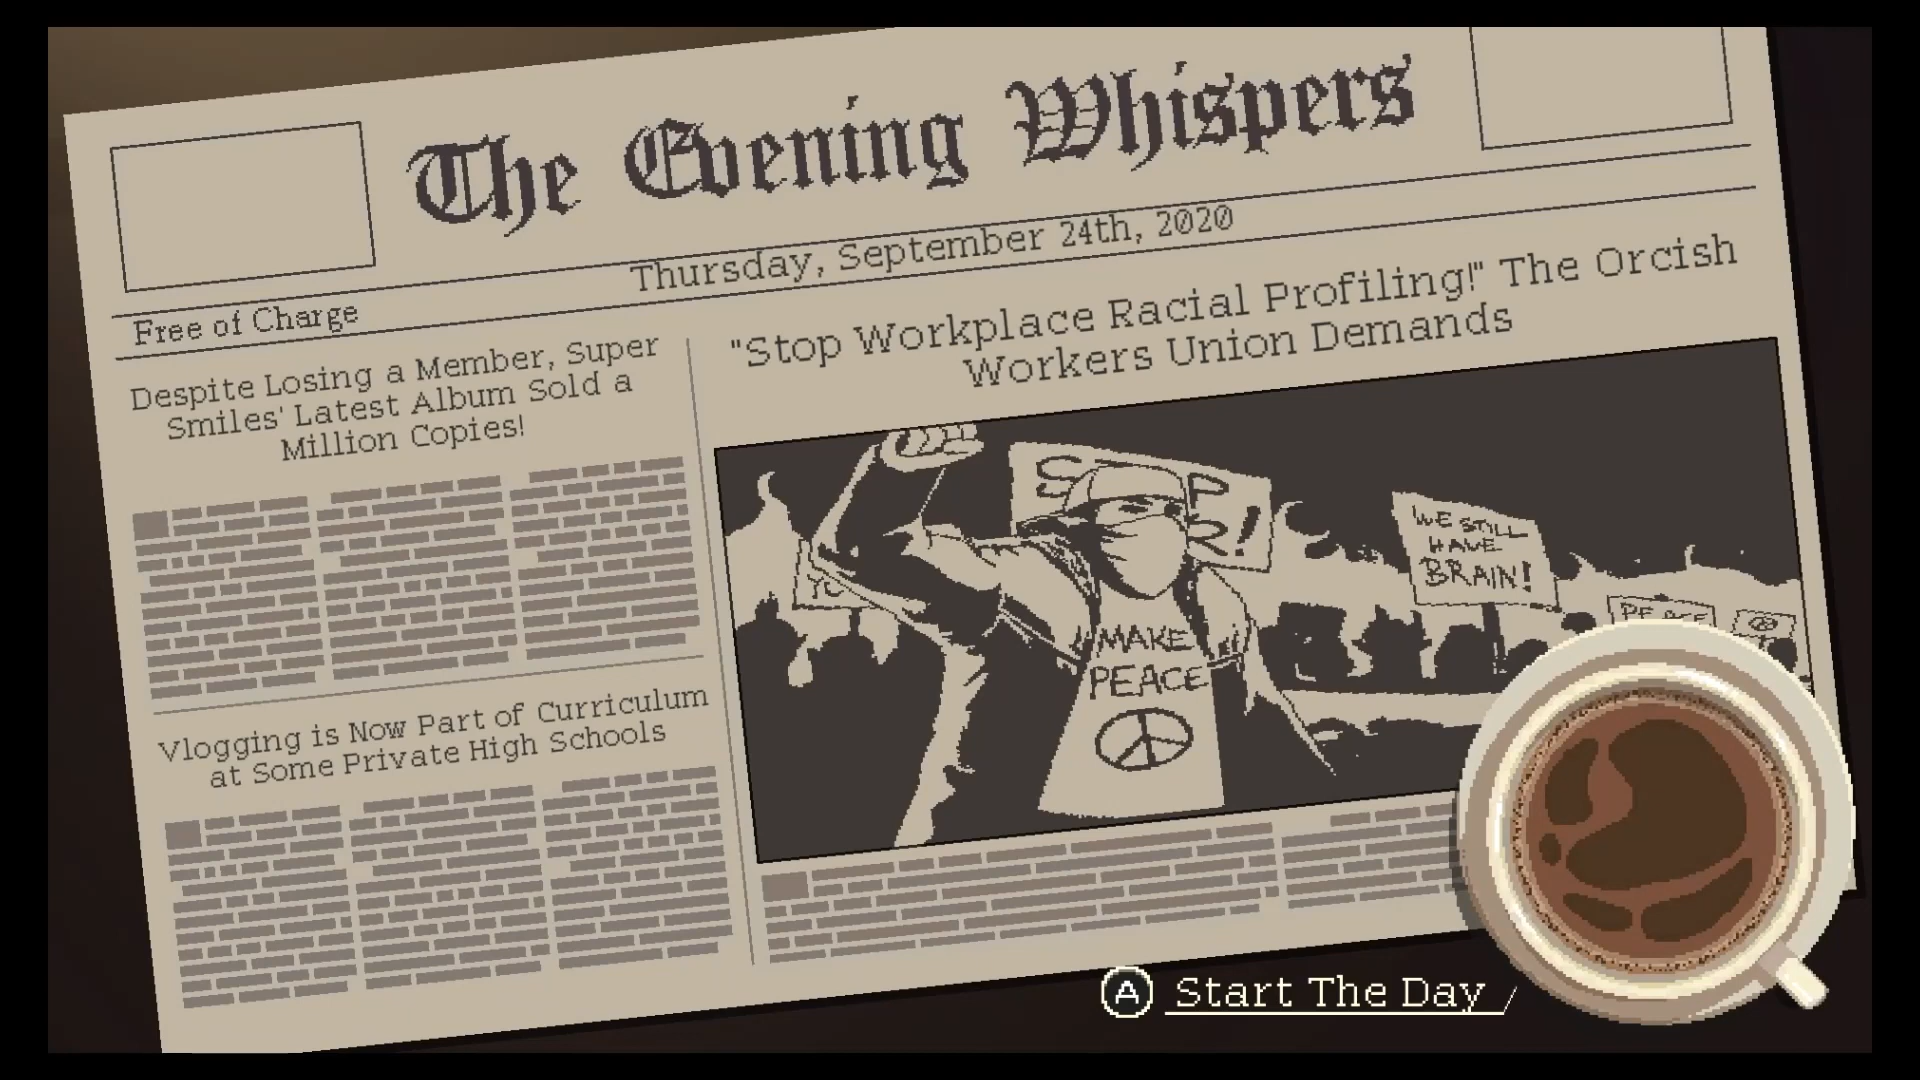 The Evening Whispers
Thursday, September 24th, 2020
Free of Charge
Despite Losing a Member, Super
Smiles' Latest Album Sold a
Million Copies!
Vlogging is Now Part of Curriculum
at Some Private High Schools
"Stop Workplace Racial Profiling!" The Orcish
Workers Union Demands
MAKE
PEACE
WE STILL
HAVE
BRAIN!
PEACE
A Start The Day